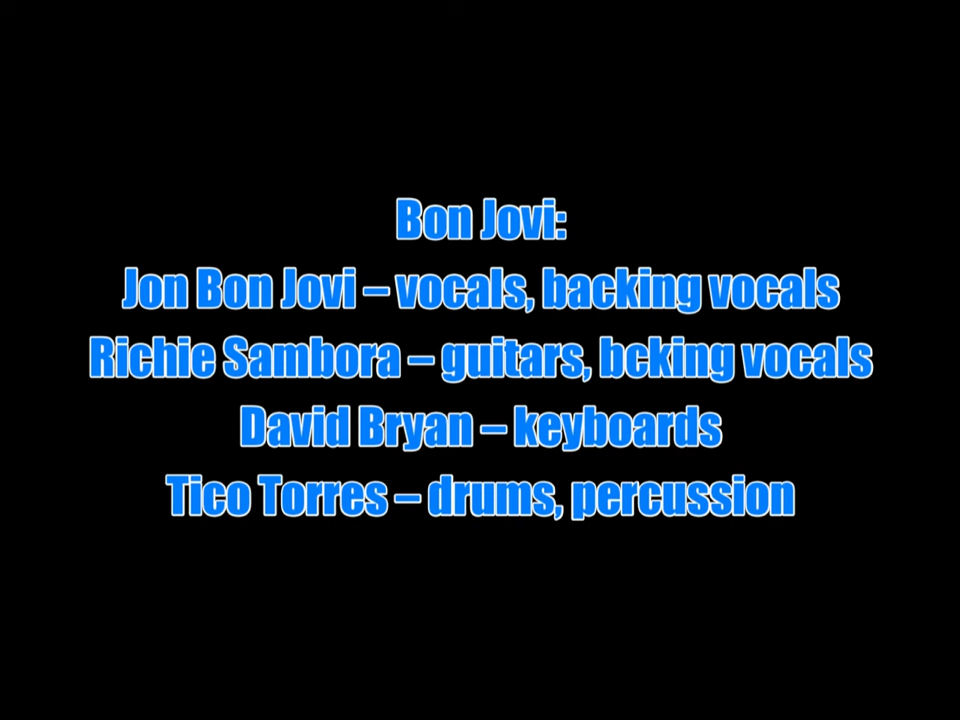 Bon Jovi:
Jon Bon Jovi – vocals, backing vocals
Richie Sambora – guitars, bcking vocals
David Bryan – keyboards
Tico Torres – drums, percussion